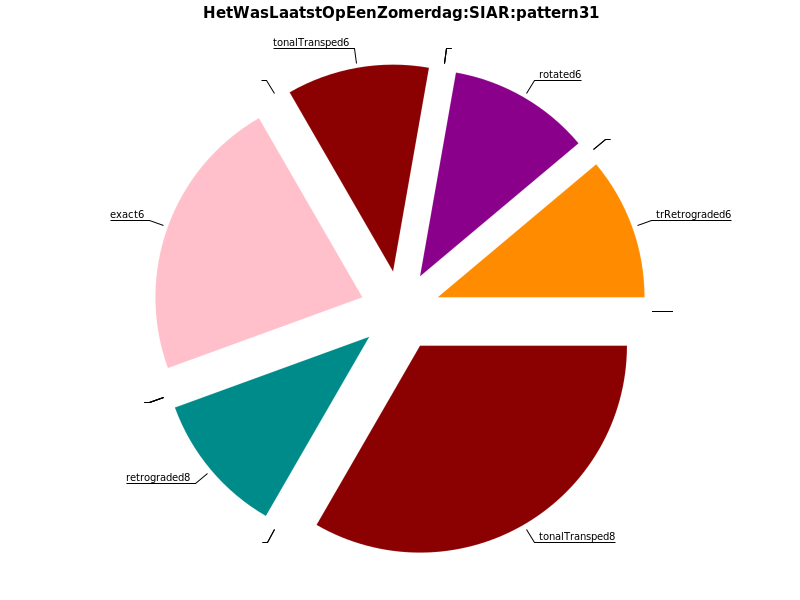 HetWasLaatstOpEenZomerdag:SIAR:pattern31
tonalTransped6
rotated6
exact6
trRetrograded6
retrograded8
tonalTransped8